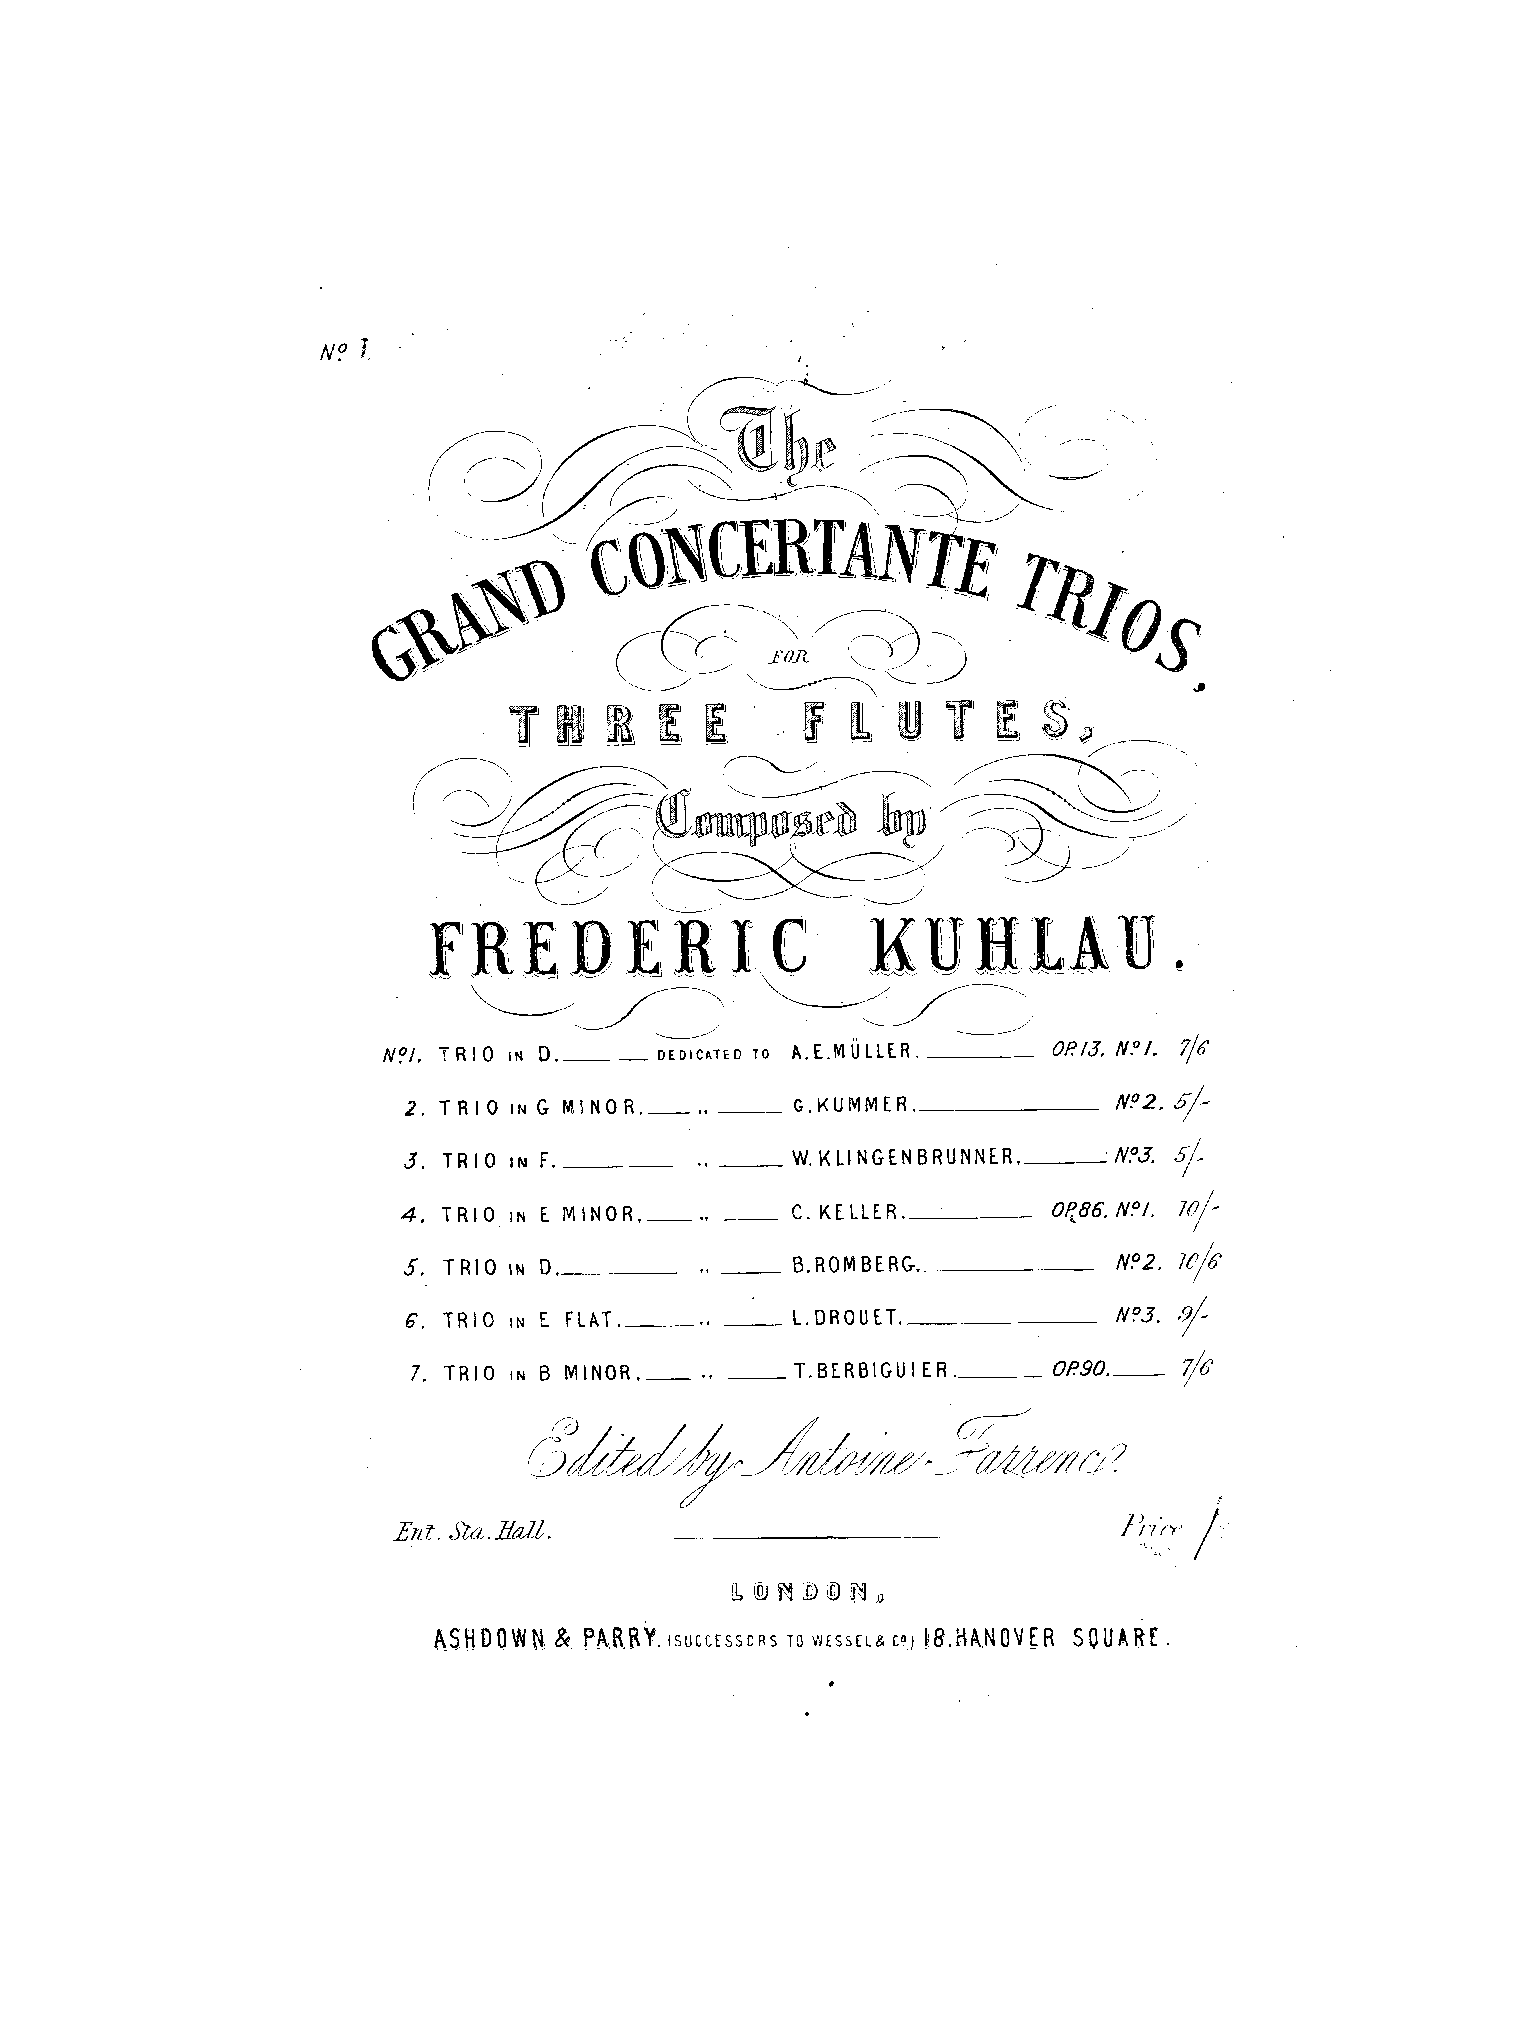 Nº 1.
The
GRAND CONCERTANTE TRIOS,
FOR
THREE FLUTES,
Composed by
FREDERIC KUHLAU.
Nº1. TRIO IN D. DEDICATED TO A.E.MÜLLER. OP.13. Nº1. 7/6
2. TRIO IN G MINOR. " G.KUMMER. Nº2. 5/-
3. TRIO IN F. " W.KLINGENBRUNNER. Nº3. 5/-
4. TRIO IN E MINOR. " C.KELLER. OP.86. Nº1. 10/-
5. TRIO IN D. " B.ROMBERG. Nº2. 10/6
6. TRIO IN E FLAT. " L.DROUET. Nº3. 9/-
7. TRIO IN B MINOR. " T.BERBIGUIER. OP.90. 7/6
Edited by Antoine Farrenc.
Ent. Sta. Hall. Price /
LONDON,
ASHDOWN & PARRY. (SUCCESSORS TO WESSEL & Cº) 18. HANOVER SQUARE.